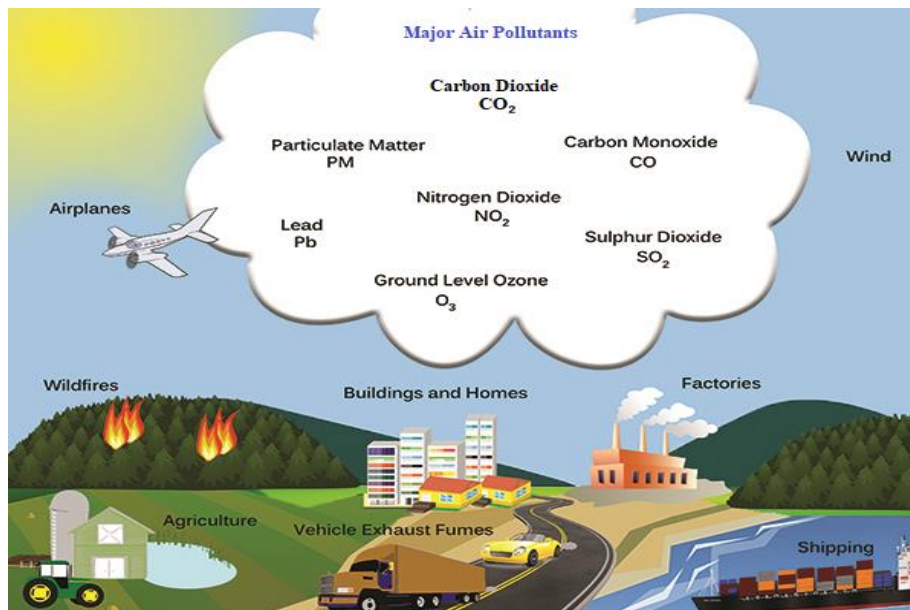 Major Air Pollutants
Carbon Dioxide
CO₂
Particulate Matter
PM
Carbon Monoxide
CO
Wind
Nitrogen Dioxide
NO₂
Airplanes
Lead
Pb
Sulphur Dioxide
SO₂
Ground Level Ozone
O₃
Wildfires
Buildings and Homes
Factories
Agriculture
Vehicle Exhaust Fumes
Shipping